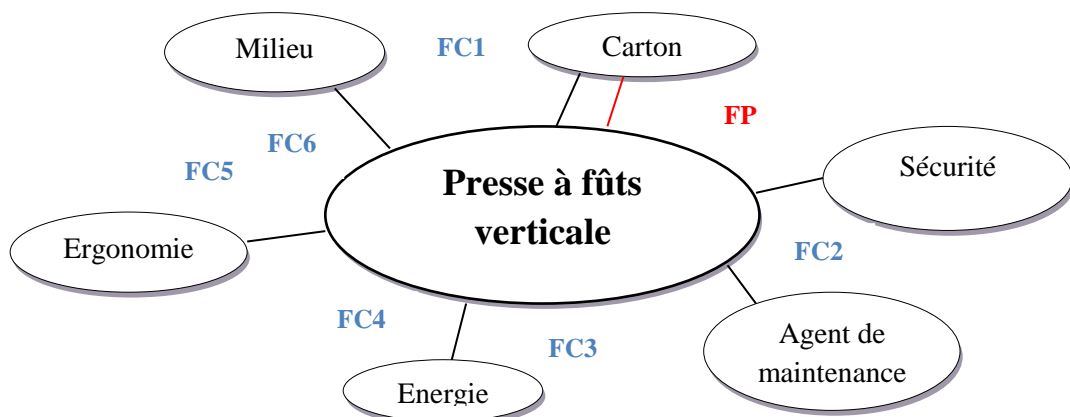 Milieu
FC1
Carton
FP
FC6
FC5
Presse à fûts
verticale
Sécurité
Ergonomie
FC2
FC4
FC3
Agent de
maintenance
Energie